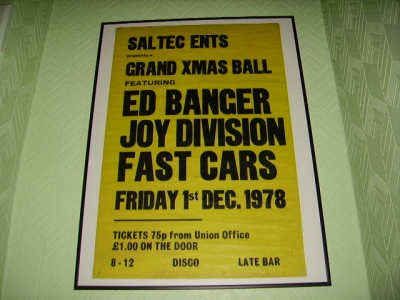 SALTEC ENTS
presents a
GRAND XMAS BALL
FEATURING
ED BANGER
JOY DIVISION
FAST CARS
FRIDAY 1st DEC. 1978
TICKETS 75p from Union Office
£1.00 ON THE DOOR
8 - 12 DISCO LATE BAR